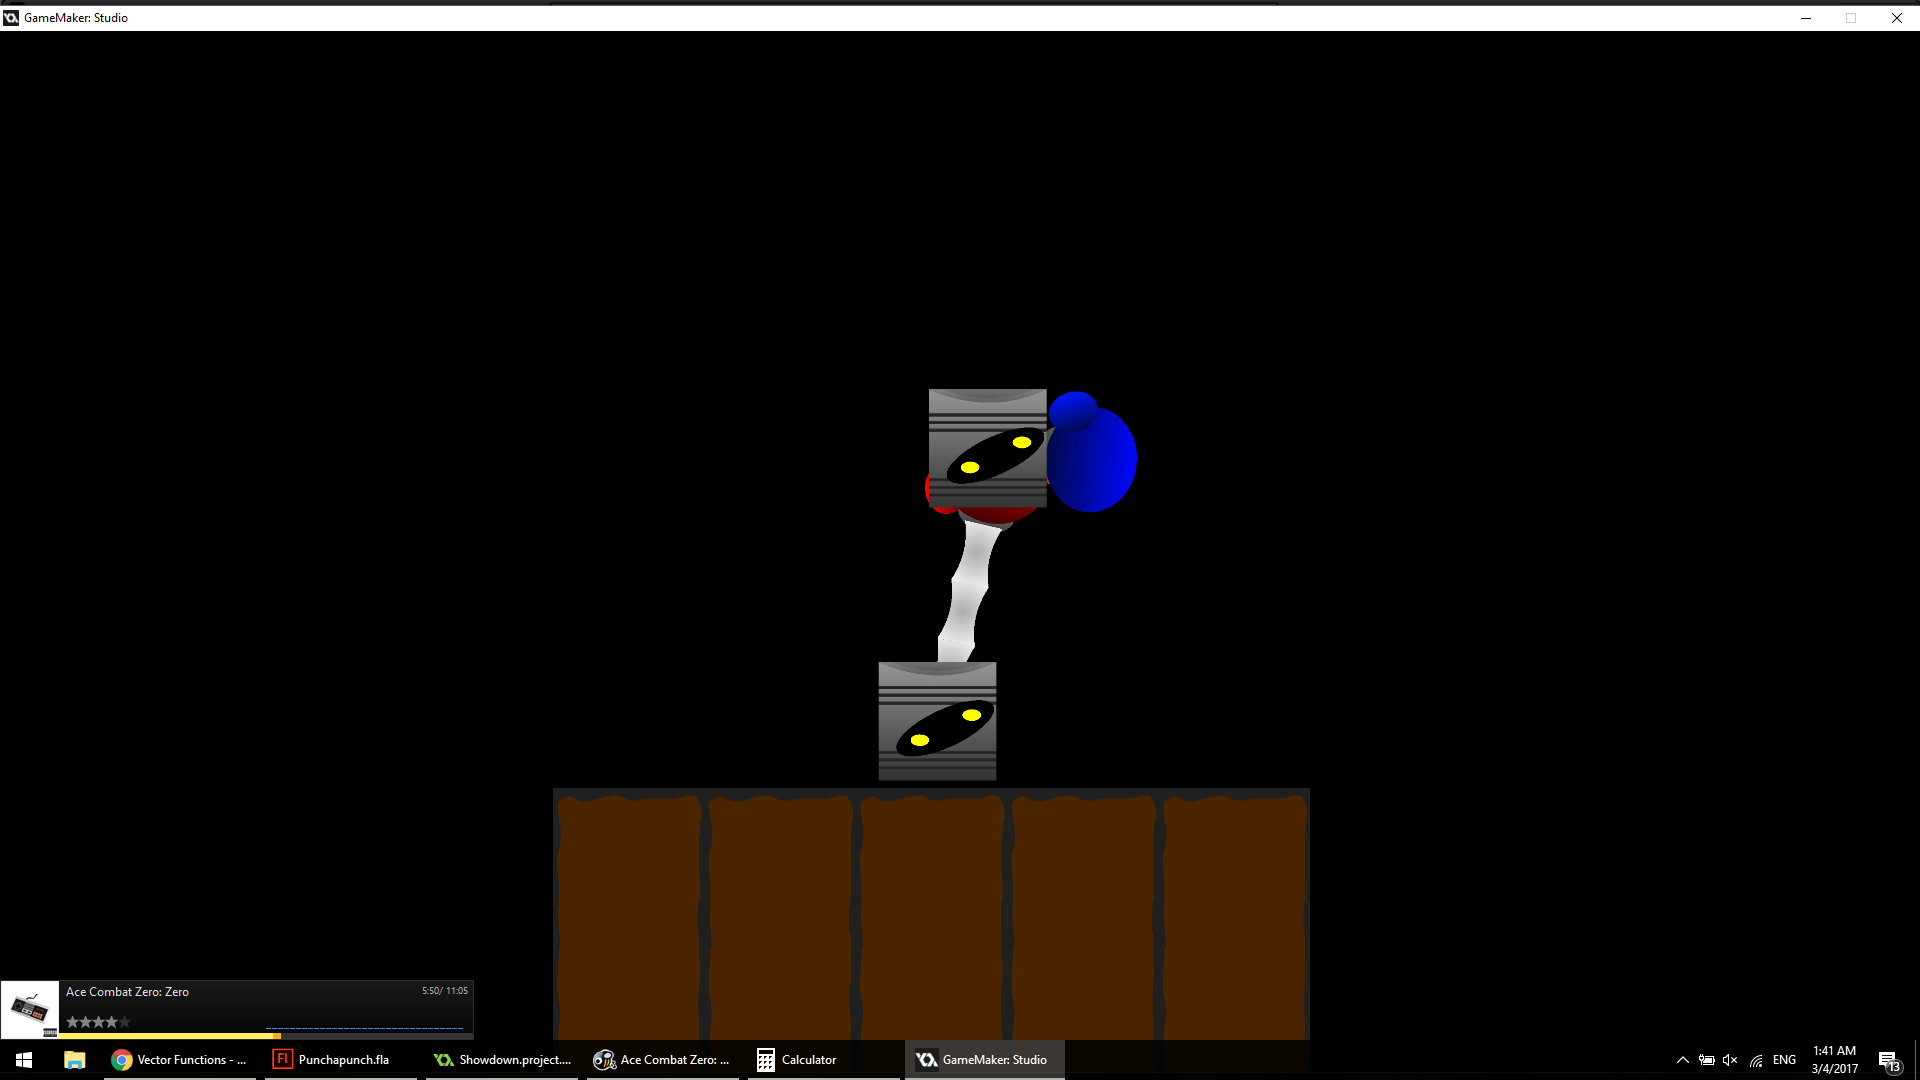 GameMaker: Studio
Ace Combat Zero: Zero
5:50/ 11:05
Vector Functions - ...
Fl
Punchapunch.fla
Showdown.project....
Ace Combat Zero: ...
Calculator
GameMaker: Studio
ENG
1:41 AM
3/4/2017
13